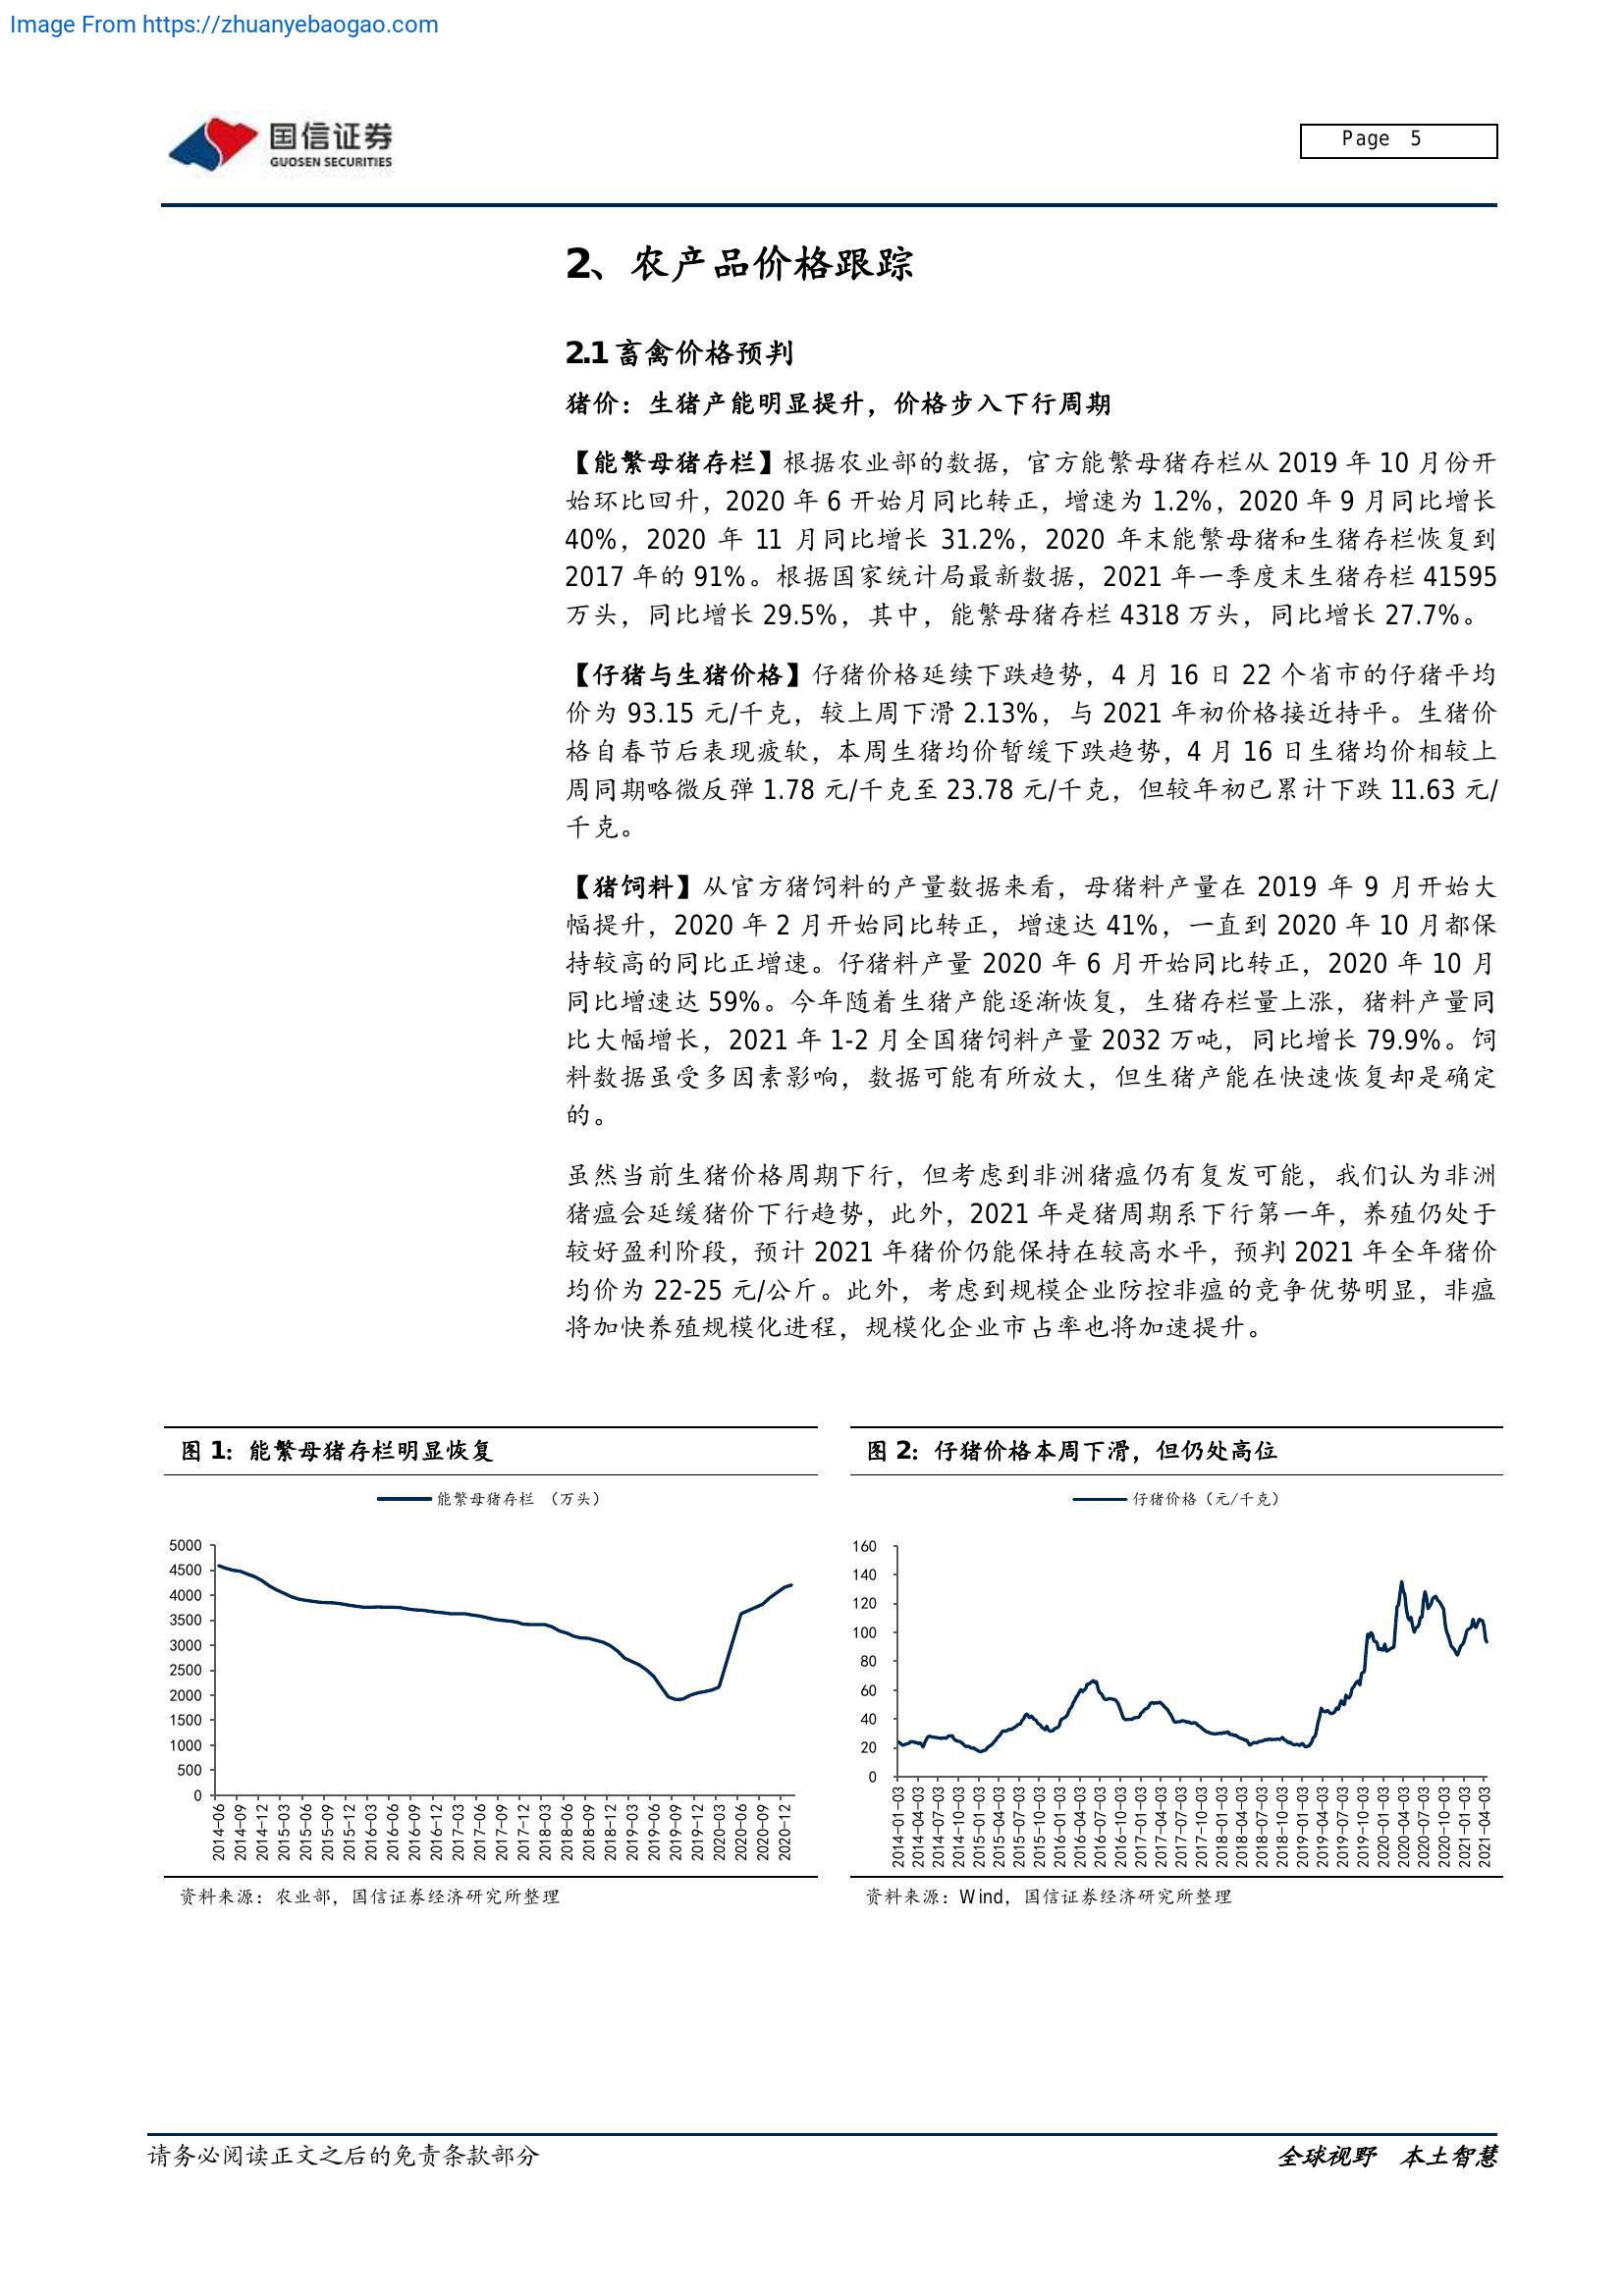 Image From https://zhuanyebaogao.com
国信证券
GUOSEN SECURITIES
Page 5
2、农产品价格跟踪
2.1 畜禽价格预判
猪价：生猪产能明显提升，价格步入下行周期
【能繁母猪存栏】根据农业部的数据，官方能繁母猪存栏从 2019 年 10 月份开
始环比回升，2020 年 6 开始月同比转正，增速为 1.2%，2020 年 9 月同比增长
40%，2020 年 11 月同比增长 31.2%，2020 年末能繁母猪和生猪存栏恢复到
2017 年的 91%。根据国家统计局最新数据，2021 年一季度末生猪存栏 41595
万头，同比增长 29.5%，其中，能繁母猪存栏 4318 万头，同比增长 27.7%。
【仔猪与生猪价格】仔猪价格延续下跌趋势，4 月 16 日 22 个省市的仔猪平均
价为 93.15 元/千克，较上周下滑 2.13%，与 2021 年初价格接近持平。生猪价
格自春节后表现疲软，本周生猪均价暂缓下跌趋势，4 月 16 日生猪均价相较上
周同期略微反弹 1.78 元/千克至 23.78 元/千克，但较年初已累计下跌 11.63 元/
千克。
【猪饲料】从官方猪饲料的产量数据来看，母猪料产量在 2019 年 9 月开始大
幅提升，2020 年 2 月开始同比转正，增速达 41%，一直到 2020 年 10 月都保
持较高的同比正增速。仔猪料产量 2020 年 6 月开始同比转正，2020 年 10 月
同比增速达 59%。今年随着生猪产能逐渐恢复，生猪存栏量上涨，猪料产量同
比大幅增长，2021 年 1-2 月全国猪饲料产量 2032 万吨，同比增长 79.9%。饲
料数据虽受多因素影响，数据可能有所放大，但生猪产能在快速恢复却是确定
的。
虽然当前生猪价格周期下行，但考虑到非洲猪瘟仍有复发可能，我们认为非洲
猪瘟会延缓猪价下行趋势，此外，2021 年是猪周期系下行第一年，养殖仍处于
较好盈利阶段，预计 2021 年猪价仍能保持在较高水平，预判 2021 年全年猪价
均价为 22-25 元/公斤。此外，考虑到规模企业防控非瘟的竞争优势明显，非瘟
将加快养殖规模化进程，规模化企业市占率也将加速提升。
图 1：能繁母猪存栏明显恢复
能繁母猪存栏 （万头）
5000
4500
4000
3500
3000
2500
2000
1500
1000
500
0
2014-06
2014-09
2014-12
2015-03
2015-06
2015-09
2015-12
2016-03
2016-06
2016-09
2016-12
2017-03
2017-06
2017-09
2017-12
2018-03
2018-06
2018-09
2018-12
2019-03
2019-06
2019-09
2019-12
2020-03
2020-06
2020-09
2020-12
资料来源：农业部，国信证券经济研究所整理
图 2：仔猪价格本周下滑，但仍处高位
仔猪价格（元/千克）
160
140
120
100
80
60
40
20
0
2014-01-03
2014-04-03
2014-07-03
2014-10-03
2015-01-03
2015-04-03
2015-07-03
2015-10-03
2016-01-03
2016-04-03
2016-07-03
2016-10-03
2017-01-03
2017-04-03
2017-07-03
2017-10-03
2018-01-03
2018-04-03
2018-07-03
2018-10-03
2019-01-03
2019-04-03
2019-07-03
2019-10-03
2020-01-03
2020-04-03
2020-07-03
2020-10-03
2021-01-03
2021-04-03
资料来源：Wind，国信证券经济研究所整理
请务必阅读正文之后的免责条款部分
全球视野 本土智慧